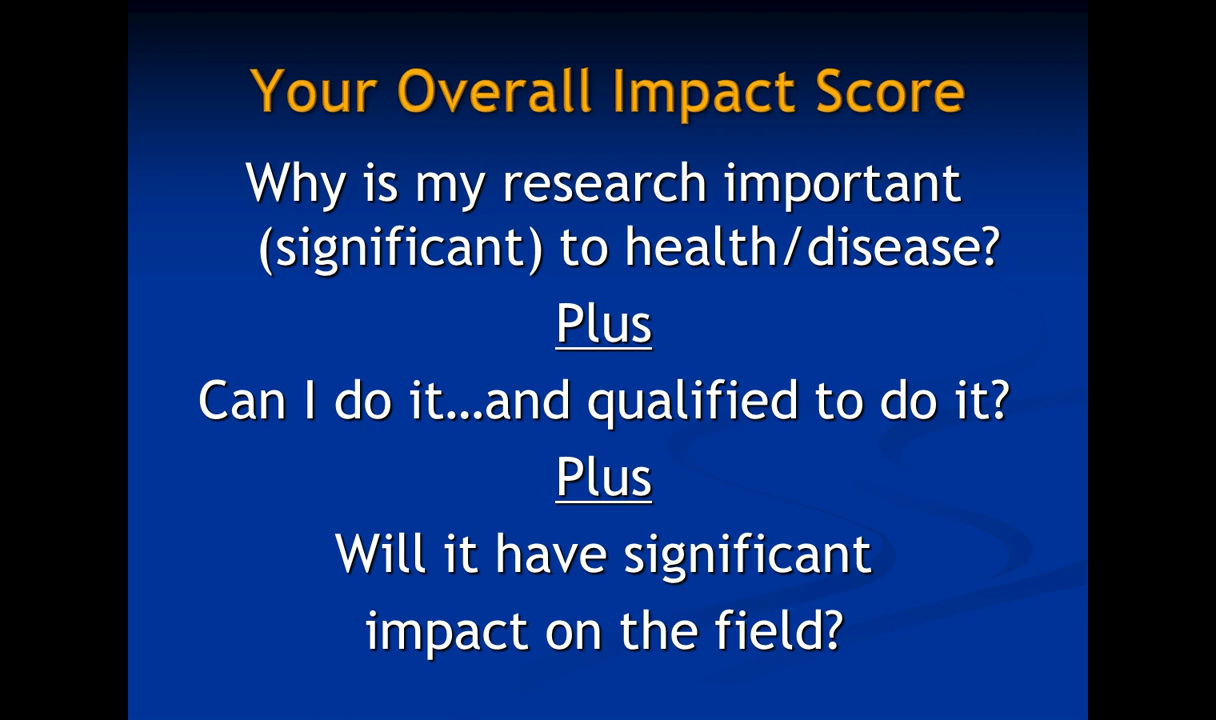 Your Overall Impact Score
Why is my research important
(significant) to health/disease?
Plus
Can I do it…and qualified to do it?
Plus
Will it have significant
impact on the field?